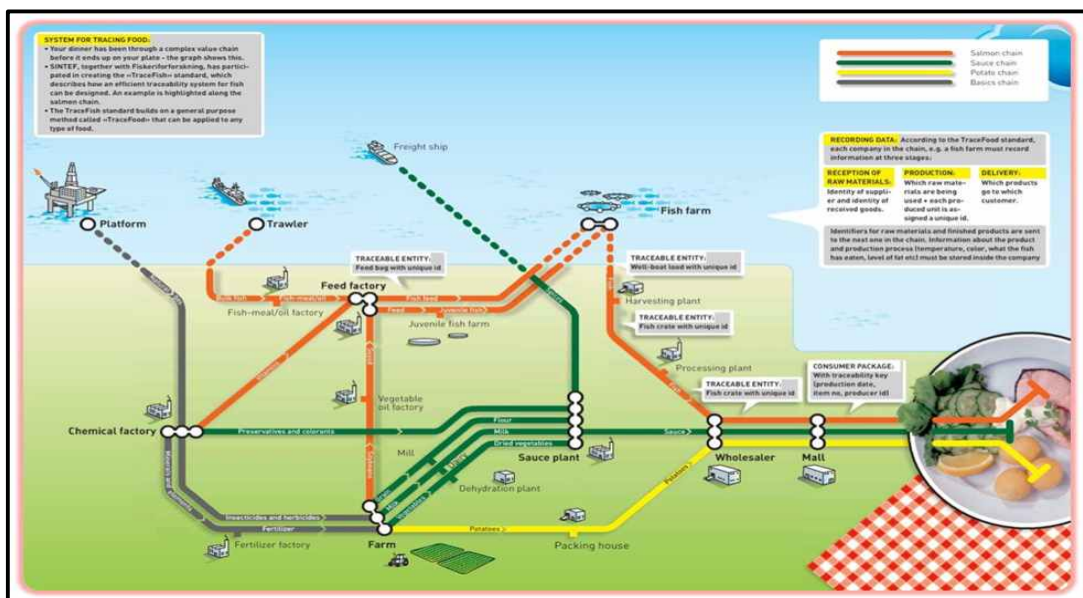 SYSTEM FOR TRACING FOOD:
• Your dinner has been through a complex value chain
before it ends up on your plate - the graph shows this.
• SINTEF, together with Fiskeriforforskning, has partici-
pated in creating the «TraceFish» standard, which
describes how an efficient traceability system for fish
can be designed. An example is highlighted along the
salmen chain.
• The TraceFish standard builds on a general purpose
method called «TraceFood» that can be applied to any
type of food.
Salmon chain
Sauce chain
Potato chain
Basics chain
RECORDING DATA: According to the TraceFood standard,
each company in the chain, e.g. a fish farm must record
information at three stages:
RECEPTION OF
RAW MATERIALS:
Identity of suppli-
er and identity of
received goods.
PRODUCTION:
Which raw mate-
rials are being
used + each pro-
duced unit is as-
signed a unique id.
DELIVERY:
Which products
go to which
customer.
Identifiers for raw materials and finished products are sent
to the next one in the chain. Information about the product
and production process (temperature, color, what the fish
has eaten, level of fat etc) must be stored inside the company
Freight ship
Platform
Trawler
Fish farm
TRACEABLE ENTITY:
Feed bag with unique id
TRACEABLE ENTITY:
Well-boat load with unique id
Feed factory
Bulk fish
Fish-meal/oil
Fish feed
Feed
Juvenile fish
Fish-meal/oil factory
Juvenile fish farm
Harvesting plant
TRACEABLE ENTITY:
Fish crate with unique id
Processing plant
Fish
TRACEABLE ENTITY:
Fish crate with unique id
CONSUMER PACKAGE:
With traceability key
(production date,
item no, producer id)
Vegetable
oil factory
Chemical factory
Preservatives and colorants
Flour
Milk
Dried vegetables
Sauce plant
Sauce
Wholesaler
Mall
Mill
Dairy
Dehydration plant
Grain
Milk
Vegetables
Potatoes
Insecticides and herbicides
Fertilizer
Fertilizer factory
Farm
Potatoes
Packing house